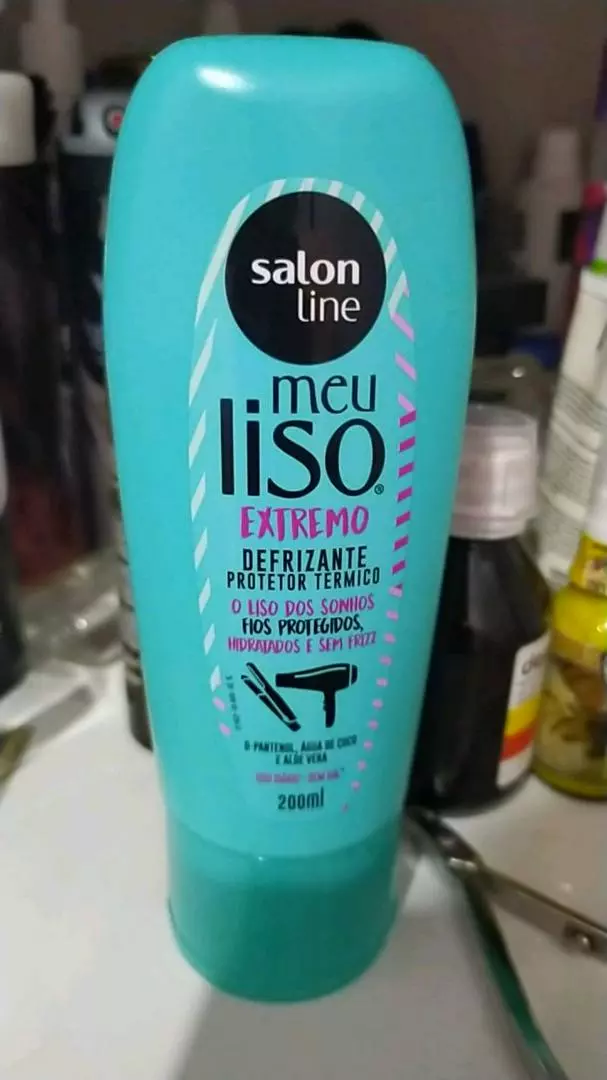 salon
line
meu
liso®
EXTREMO
DEFRIZANTE
PROTETOR TERMICO
O LISO DOS SONHOS
FIOS PROTEGIDOS,
HIDRATADOS E SEM FRIZZ
D-PANTENOL, ÁGUA DE COCO
E ALOE VERA
200ml